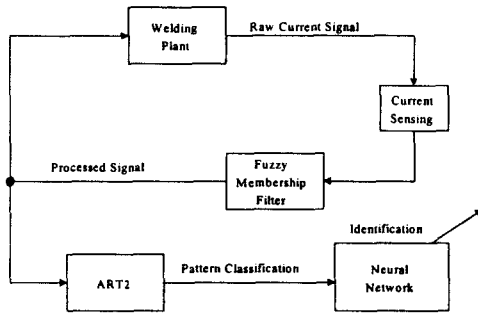 Welding
Plant
Raw Current Signal
Current
Sensing
Processed Signal
Fuzzy
Membership
Filter
Identification
ART2
Pattern Classification
Neural
Network